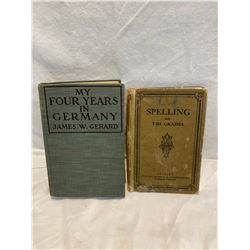 MY
FOUR YEARS
IN
GERMANY
JAMES W. GERARD
SPELLING
FOR
THE GRADES